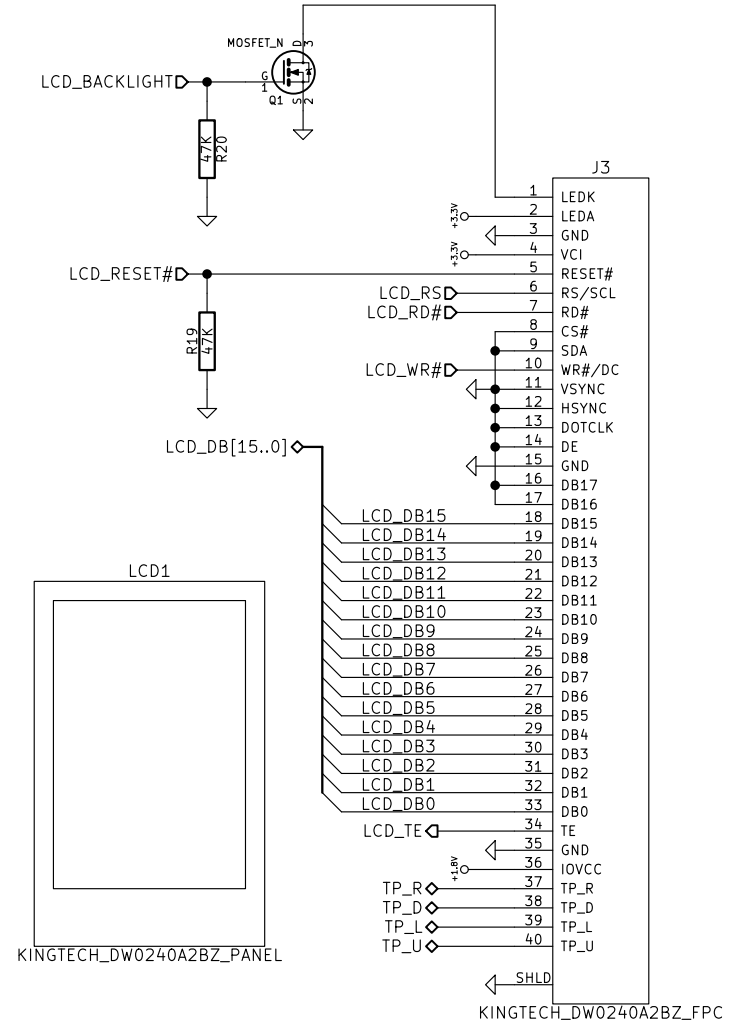 MOSFET_N
D
3
G
1
Q1
S
2
LCD_BACKLIGHT
47K
R20
J3
1 LEDK
+3.3V 2 LEDA
3 GND
+3.3V 4 VCI
LCD_RESET# 5 RESET#
LCD_RS 6 RS/SCL
LCD_RD# 7 RD#
8 CS#
R19
47K
9 SDA
LCD_WR# 10 WR#/DC
11 VSYNC
12 HSYNC
13 DOTCLK
LCD_DB[15..0] 14 DE
15 GND
16 DB17
17 DB16
LCD_DB15 18 DB15
LCD_DB14 19 DB14
LCD_DB13 20 DB13
LCD_DB12 21 DB12
LCD_DB11 22 DB11
LCD_DB10 23 DB10
LCD_DB9 24 DB9
LCD_DB8 25 DB8
LCD_DB7 26 DB7
LCD_DB6 27 DB6
LCD_DB5 28 DB5
LCD_DB4 29 DB4
LCD_DB3 30 DB3
LCD_DB2 31 DB2
LCD_DB1 32 DB1
LCD_DB0 33 DB0
LCD_TE 34 TE
35 GND
+1.8V 36 IOVCC
TP_R 37 TP_R
TP_D 38 TP_D
TP_L 39 TP_L
TP_U 40 TP_U
SHLD
KINGTECH_DW0240A2BZ_FPC
LCD1
KINGTECH_DW0240A2BZ_PANEL